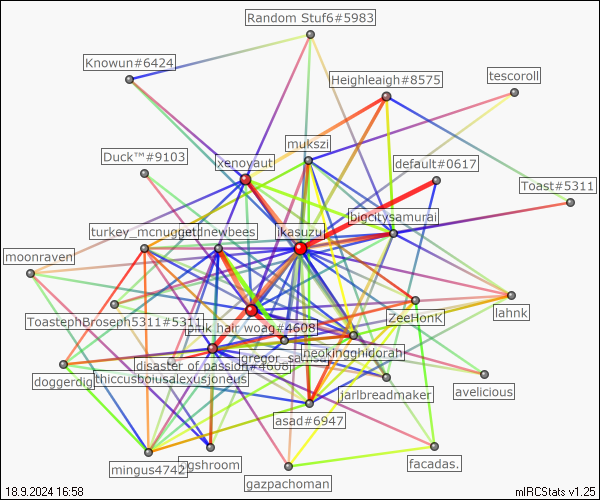 Random Stuf6#5983
Knowun#6424
Heighleigh#8575
tescoroll
mukszi
Duck™#9103
xenoyaut
default#0617
Toast#5311
bigcitysamurai
turkey_mcnugget
dnewbees
ikasuzu
moonraven
lahnk
ToastephBroseph5311#5311
pink hair woag#4608
ZeeHonK
neokingghidorah
disaster of passion#4608
thiccusboiusalexusjoneus
doggerdig
jarlbreadmaker
avelicious
asad#6947
mingus4742
gshroom
gazpachoman
facadas.
18.9.2024 16:58
mIRCStats v1.25